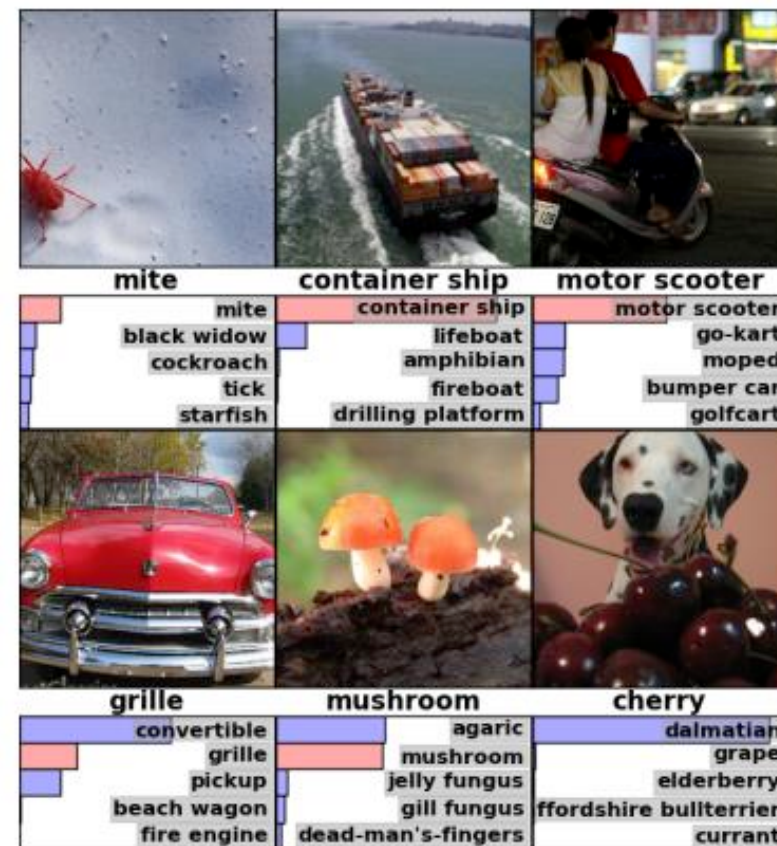 mite
container ship
motor scooter
mite
black widow
cockroach
tick
starfish
container ship
lifeboat
amphibian
fireboat
drilling platform
motor scooter
go-kart
moped
bumper car
golfcart
grille
mushroom
cherry
convertible
grille
pickup
beach wagon
fire engine
agaric
mushroom
jelly fungus
gill fungus
dead-man's-fingers
dalmatian
grape
elderberry
ffordshire bullterrier
currant